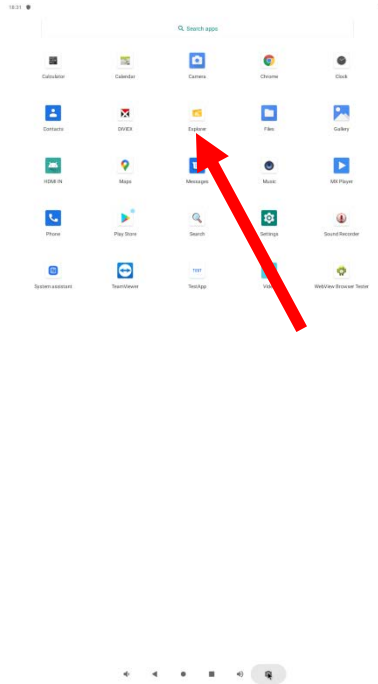 18:31
Search apps
Calculator Calendar Camera Chrome Clock
Contacts DIVEX Explorer Files Gallery
HDMI IN Maps Messages Music MX Player
Phone Play Store Search Settings Sound Recorder
System assistant TeamViewer TestApp WebView Browser Tester